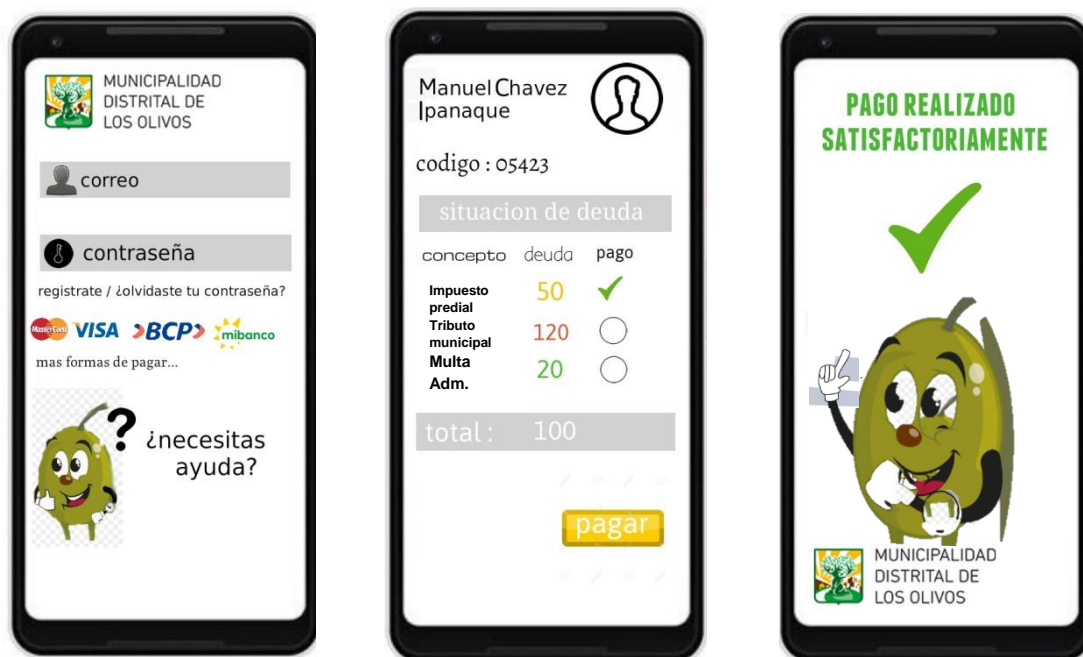 MUNICIPALIDAD
DISTRITAL DE
LOS OLIVOS
correo
contraseña
registrate / ¿olvidaste tu contraseña?
MasterCard VISA BCP mibanco
mas formas de pagar...
?
¿necesitas
ayuda?
Manuel Chavez
Ipanaque
codigo : 05423
situacion de deuda
concepto deuda pago
Impuesto
predial 50
Tributo
municipal 120
Multa
Adm. 20
total : 100
pagar
PAGO REALIZADO
SATISFACTORIAMENTE
MUNICIPALIDAD
DISTRITAL DE
LOS OLIVOS